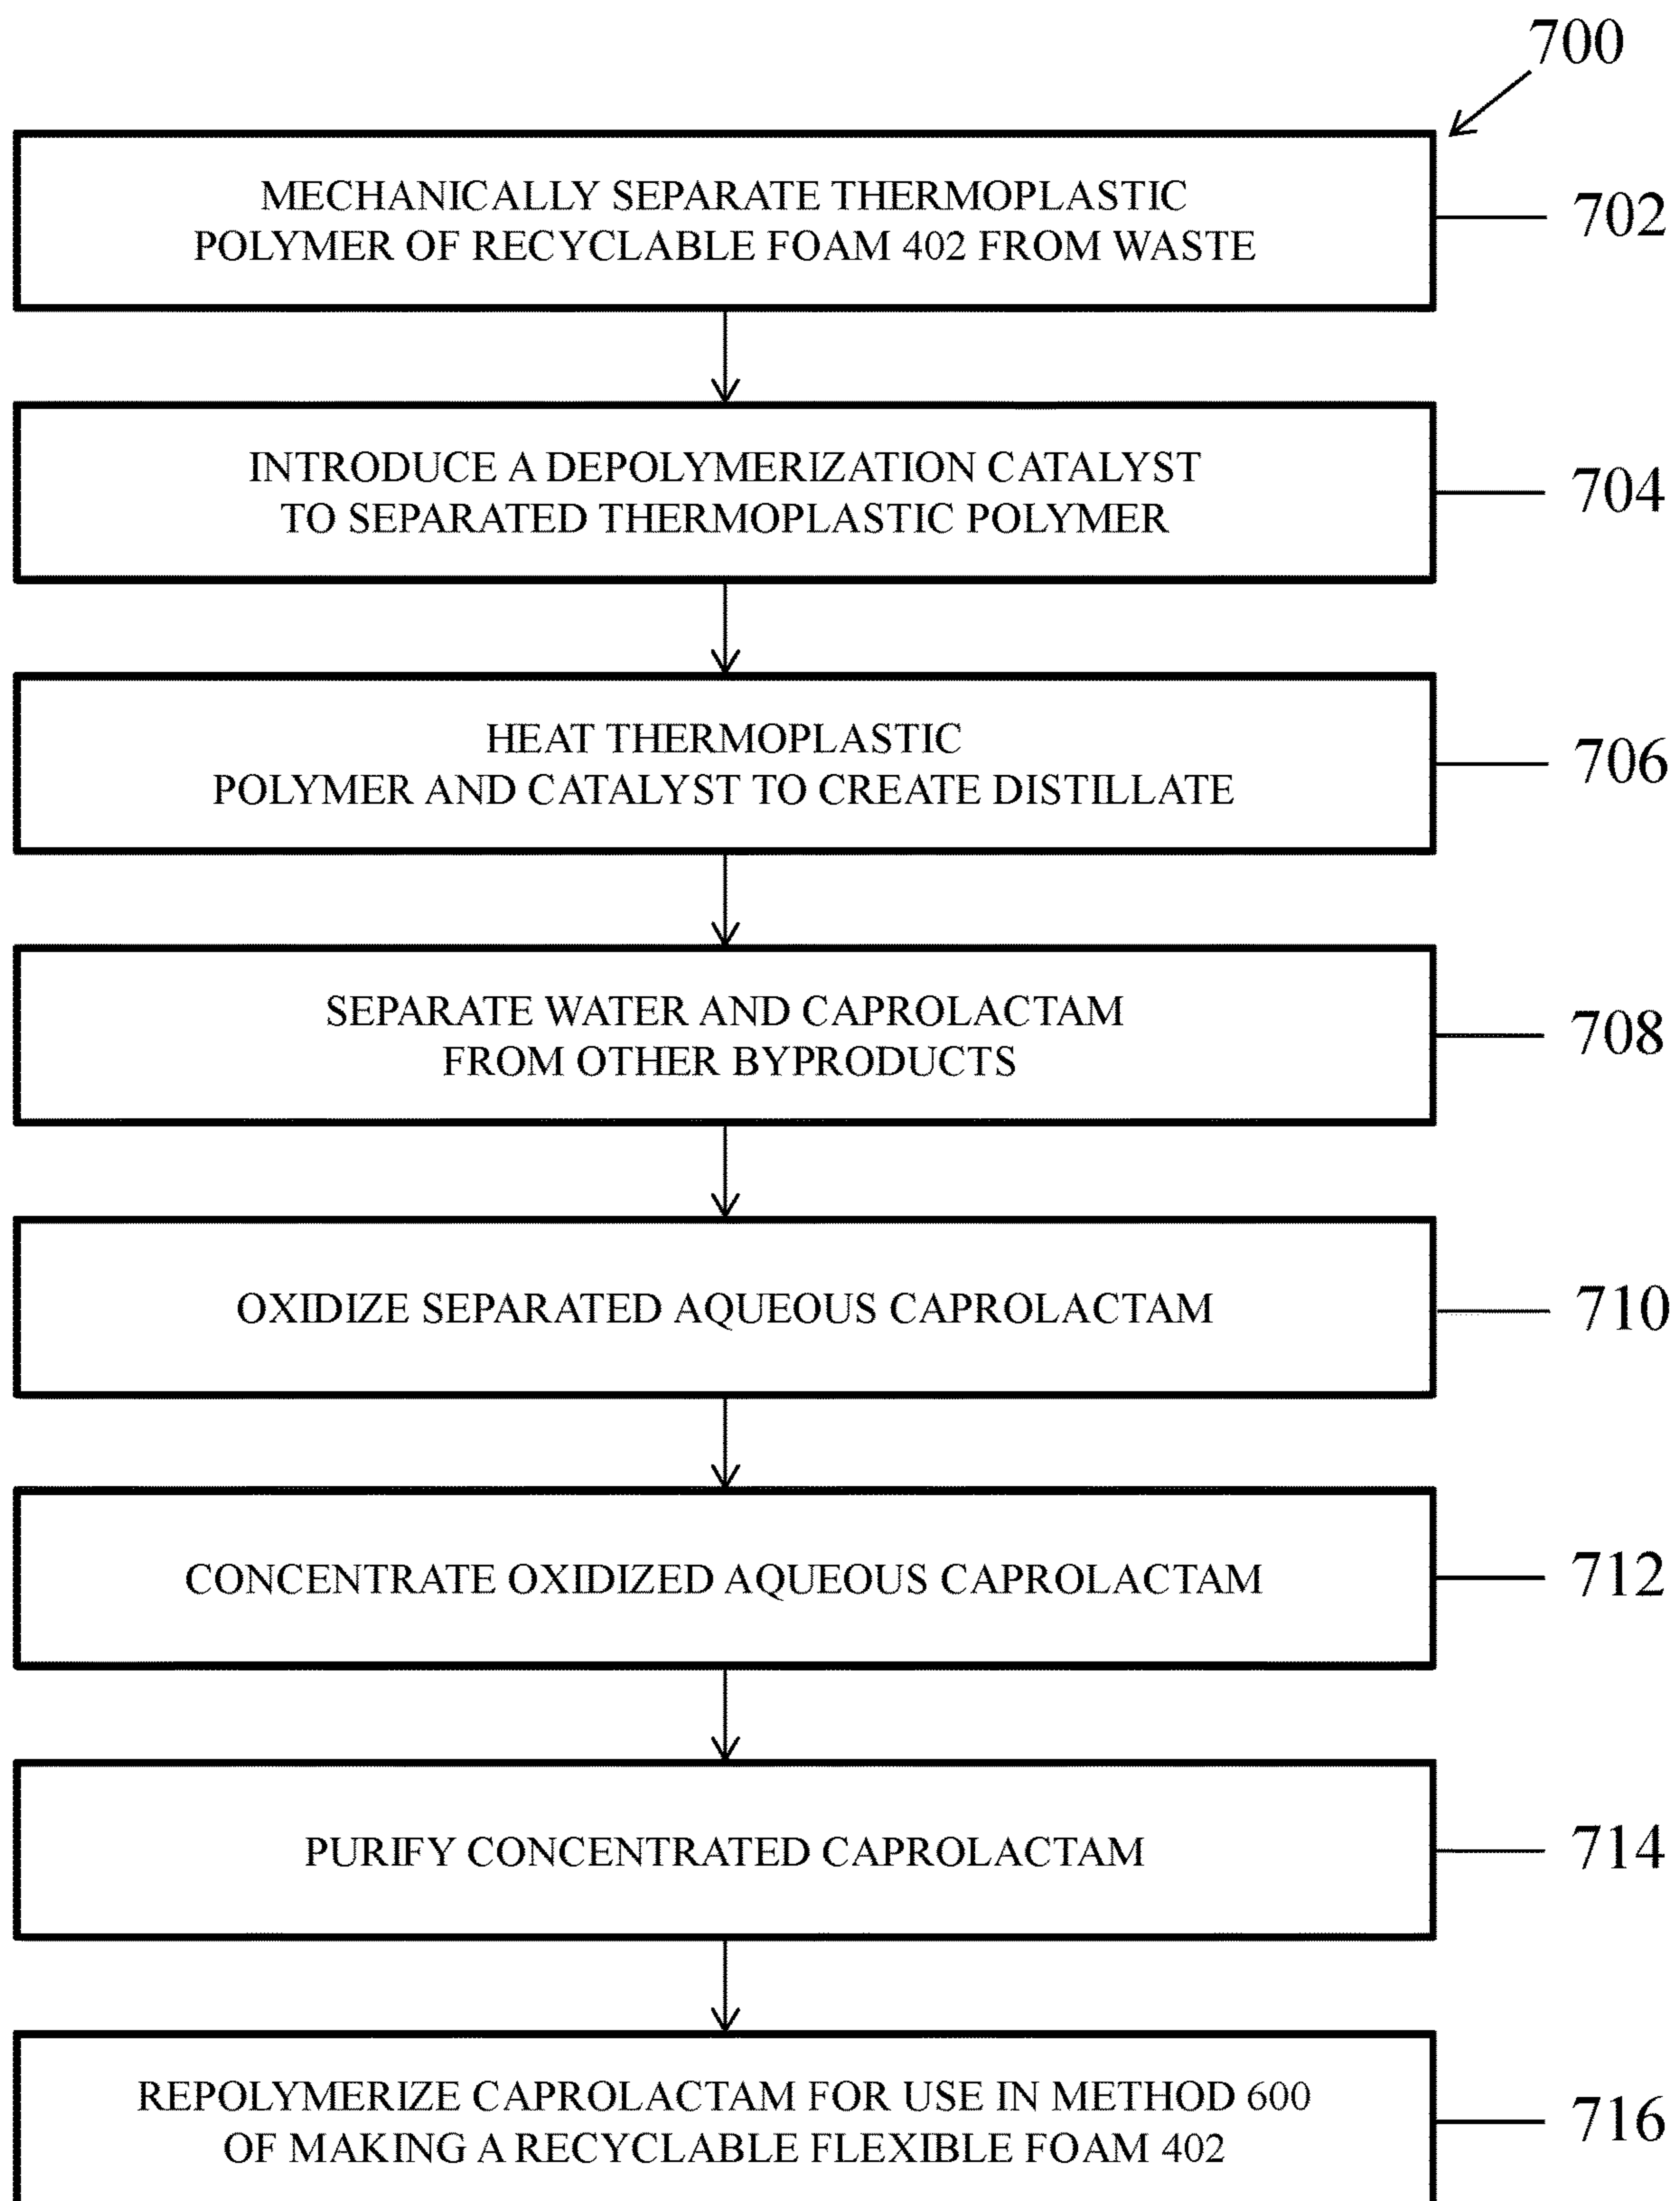 700
MECHANICALLY SEPARATE THERMOPLASTIC
POLYMER OF RECYCLABLE FOAM 402 FROM WASTE
702
INTRODUCE A DEPOLYMERIZATION CATALYST
TO SEPARATED THERMOPLASTIC POLYMER
704
HEAT THERMOPLASTIC
POLYMER AND CATALYST TO CREATE DISTILLATE
706
SEPARATE WATER AND CAPROLACTAM
FROM OTHER BYPRODUCTS
708
OXIDIZE SEPARATED AQUEOUS CAPROLACTAM
710
CONCENTRATE OXIDIZED AQUEOUS CAPROLACTAM
712
PURIFY CONCENTRATED CAPROLACTAM
714
REPOLYMERIZE CAPROLACTAM FOR USE IN METHOD 600
OF MAKING A RECYCLABLE FLEXIBLE FOAM 402
716